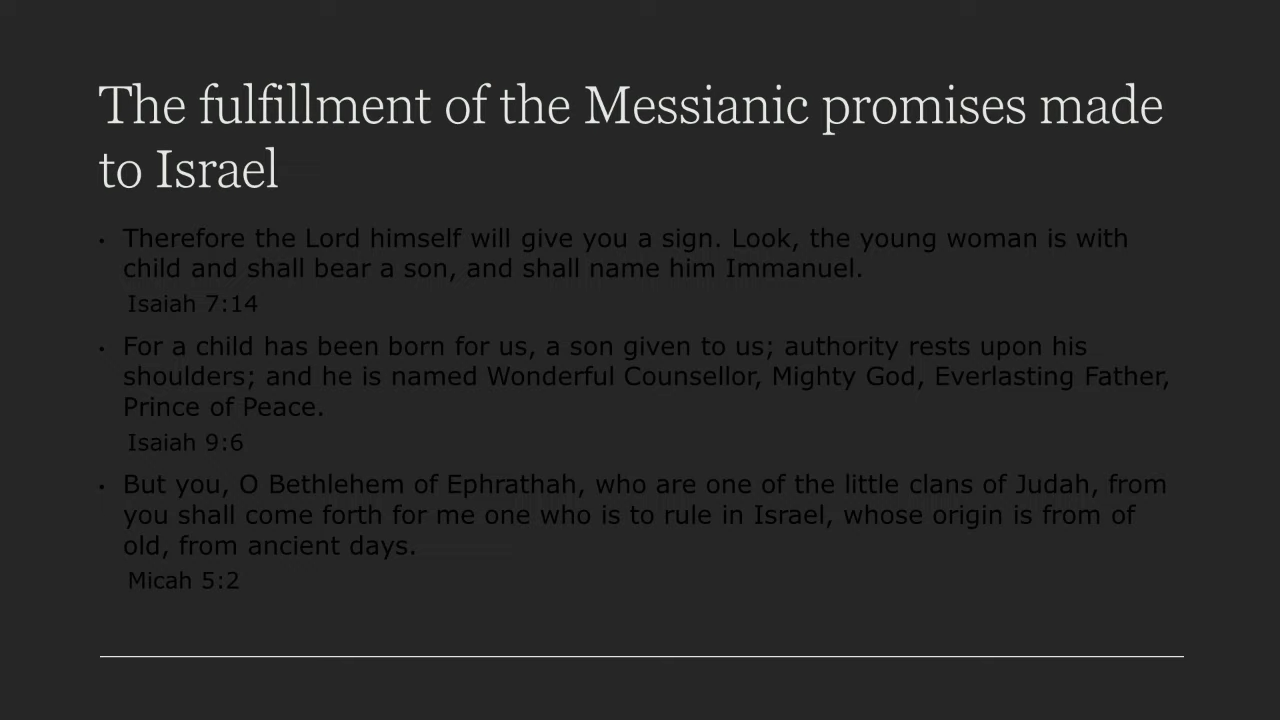 The fulfillment of the Messianic promises made
to Israel
• Therefore the Lord himself will give you a sign. Look, the young woman is with
child and shall bear a son, and shall name him Immanuel.
Isaiah 7:14
• For a child has been born for us, a son given to us; authority rests upon his
shoulders; and he is named Wonderful Counsellor, Mighty God, Everlasting Father,
Prince of Peace.
Isaiah 9:6
• But you, O Bethlehem of Ephrathah, who are one of the little clans of Judah, from
you shall come forth for me one who is to rule in Israel, whose origin is from of
old, from ancient days.
Micah 5:2